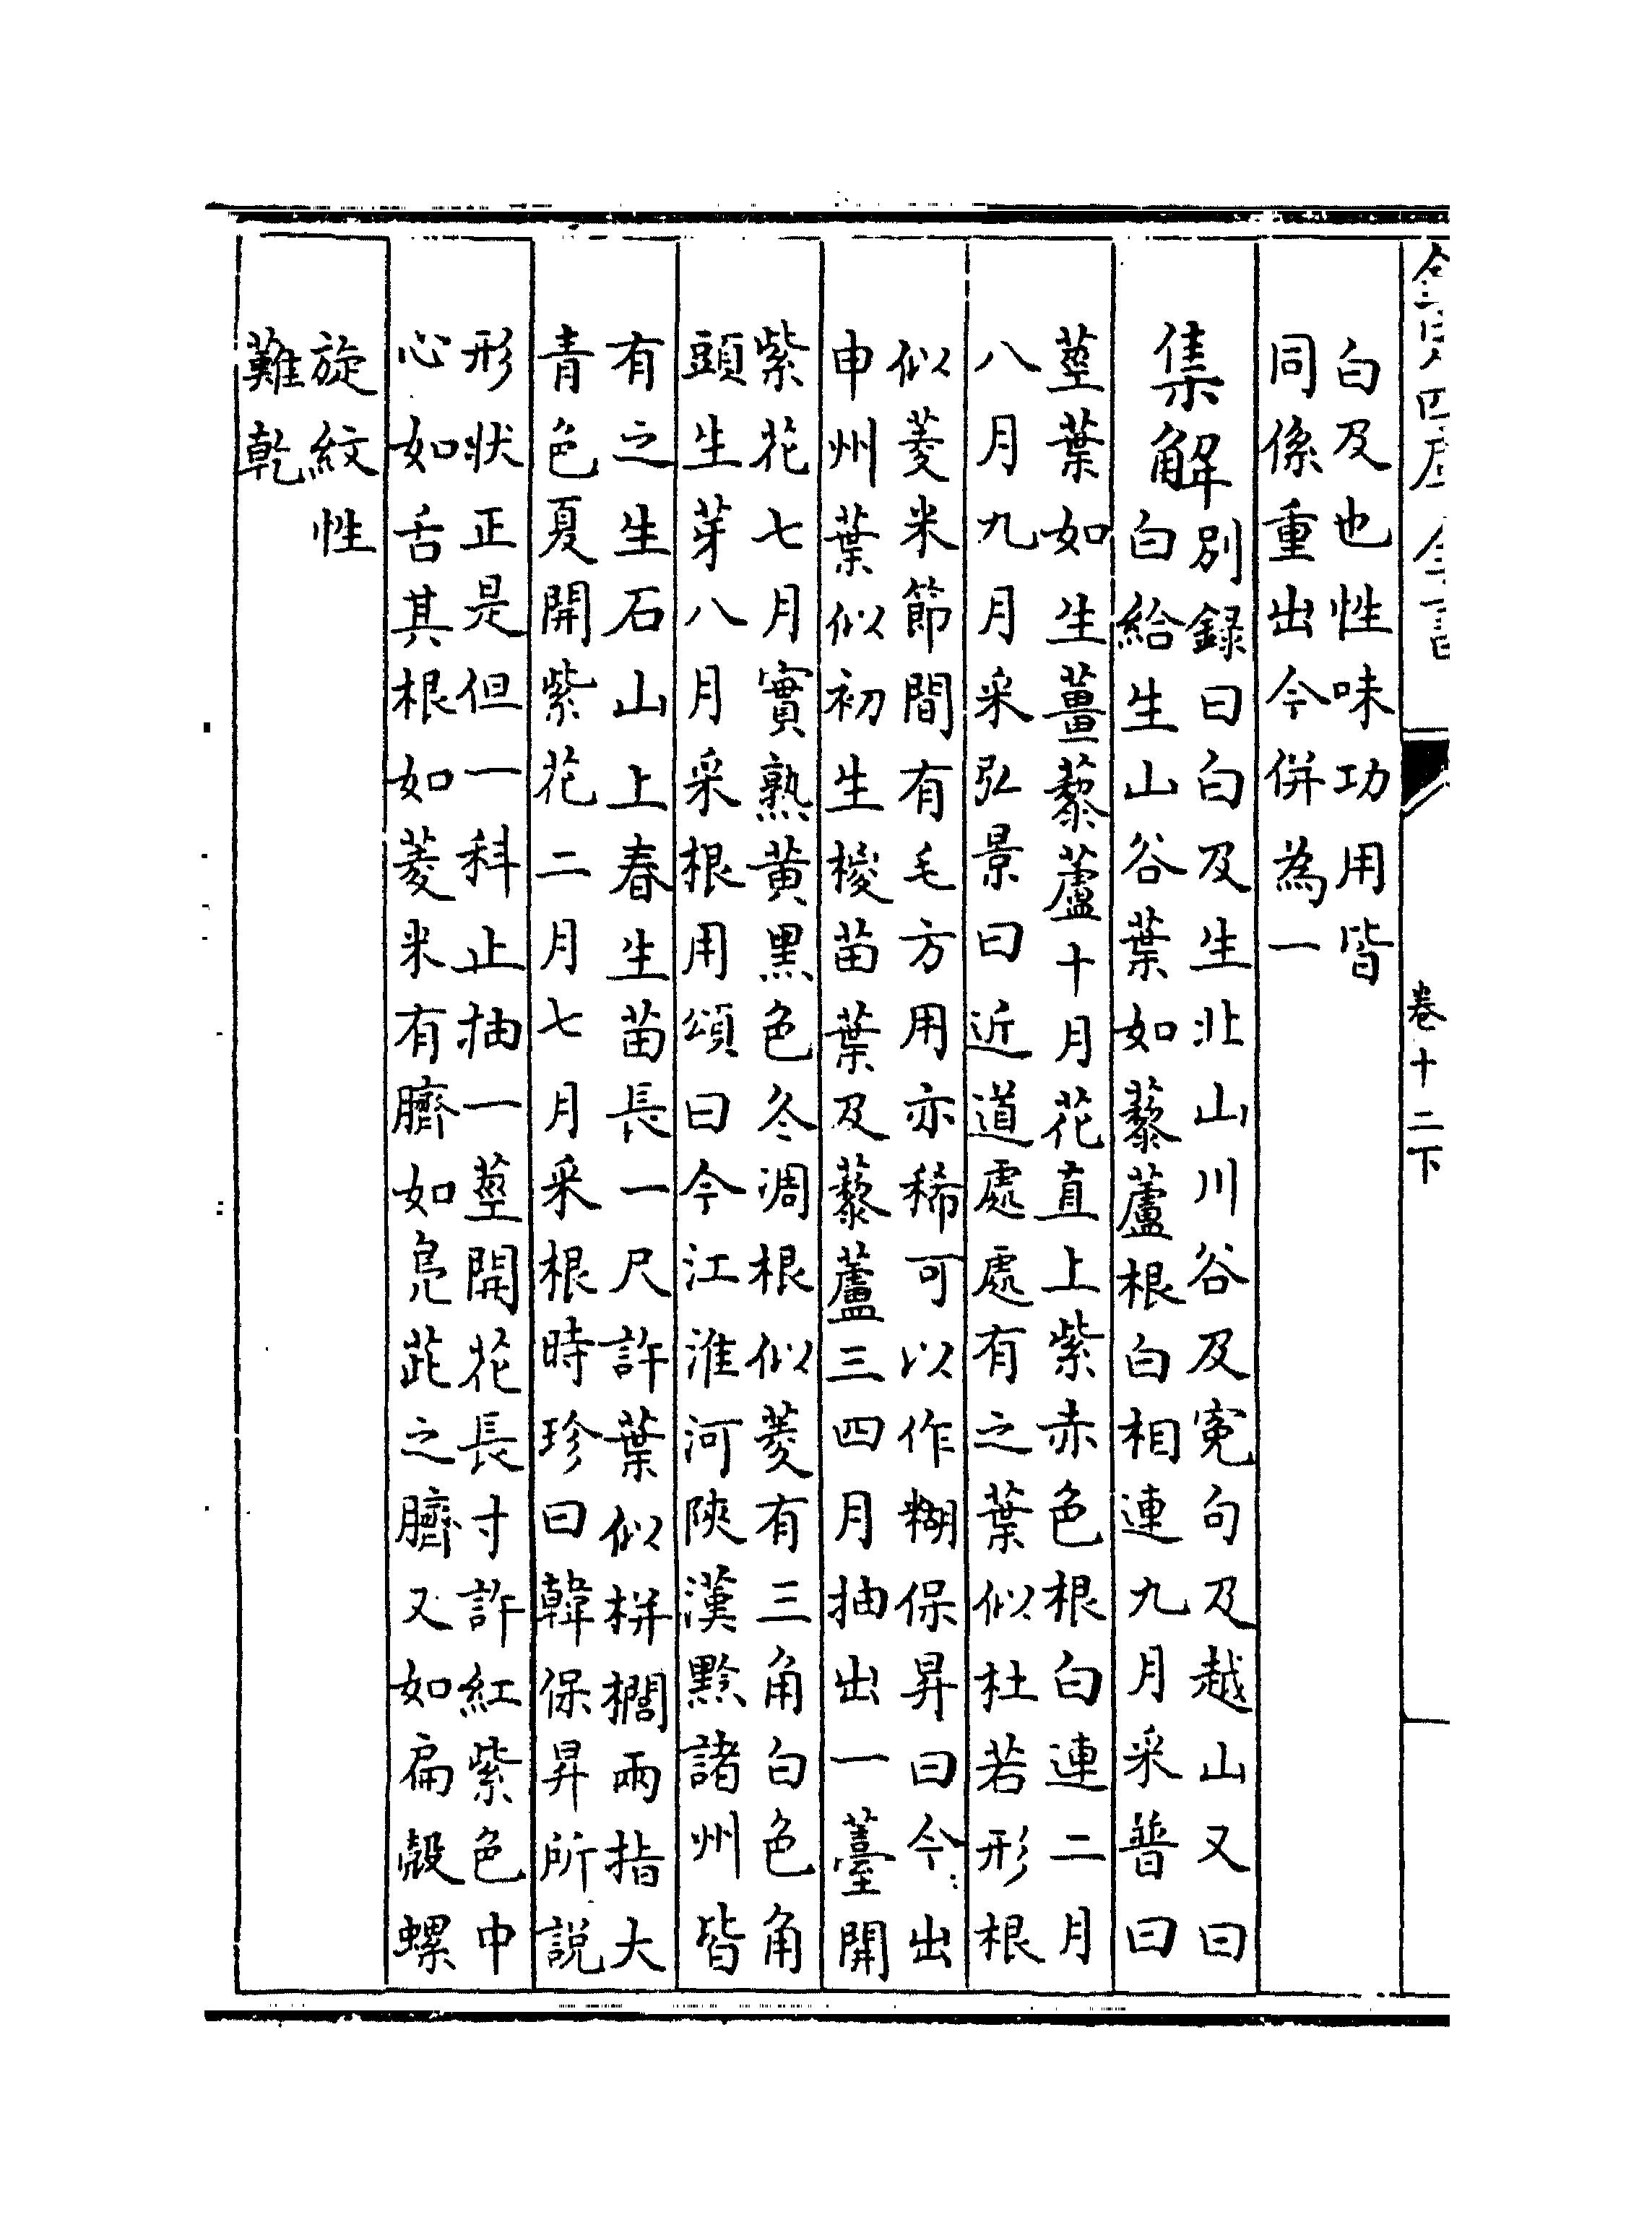 欽定四庫全書
卷十二下
白及也性味功用皆
同係重出今併為一
集解
別録曰白及生北山川谷及寃句及越山又曰
白給生山谷葉如藜蘆根白相連九月采普曰
莖葉如生薑藜蘆十月花直上紫赤色根白連二月
八月九月采弘景曰近道處處有之葉似杜若形根
似菱米節間有毛方用亦稀可以作糊保昇曰今出
申州葉似初生椶苗葉及藜蘆三四月抽出一薹開
紫花七月實熟黄黒色冬凋根似菱有三角白色角
頭生芽八月采根用頌曰今江淮河陜漢黔諸州皆
有之生石山上春生苗長一尺許葉似栟櫚兩指大
青色夏開紫花二月七月采根時珍曰韓保昇所説
形狀正是但一科止抽一莖開花長寸許紅紫色中
心如舌其根如菱米有臍如鳬茈之臍又如扁殻螺
旋紋性
難乾